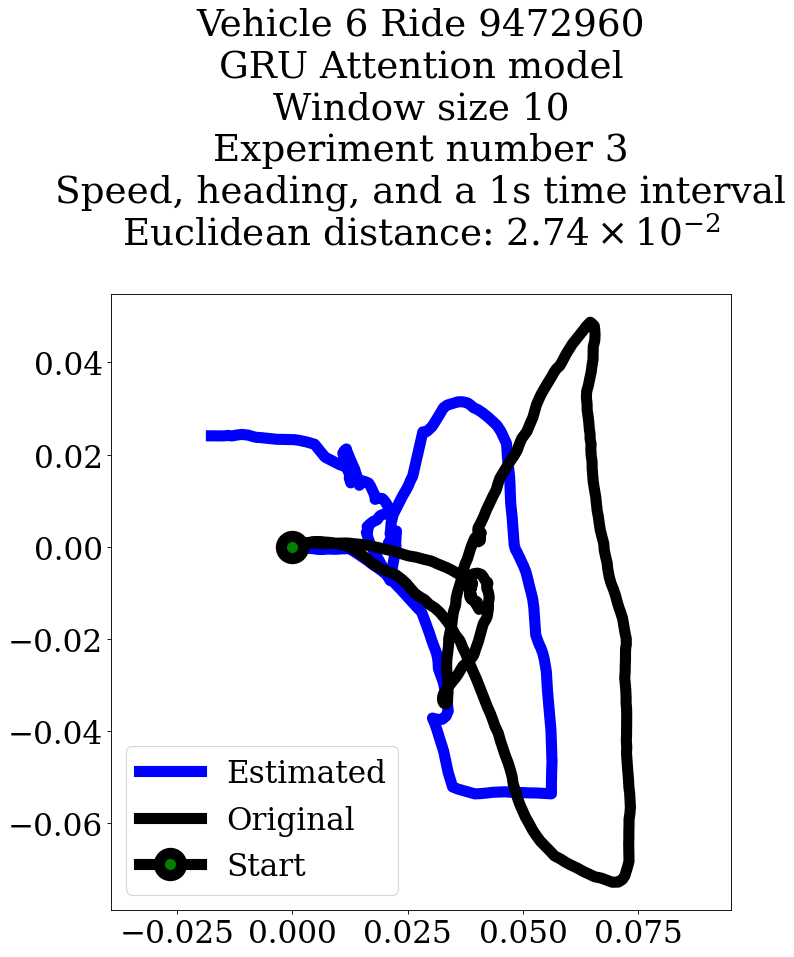 Vehicle 6 Ride 9472960
GRU Attention model
Window size 10
Experiment number 3
Speed, heading, and a 1s time interval
Euclidean distance: 2.74 × 10⁻²
0.04
0.02
0.00
−0.02
−0.04
−0.06
Estimated
Original
Start
−0.025 0.000 0.025 0.050 0.075